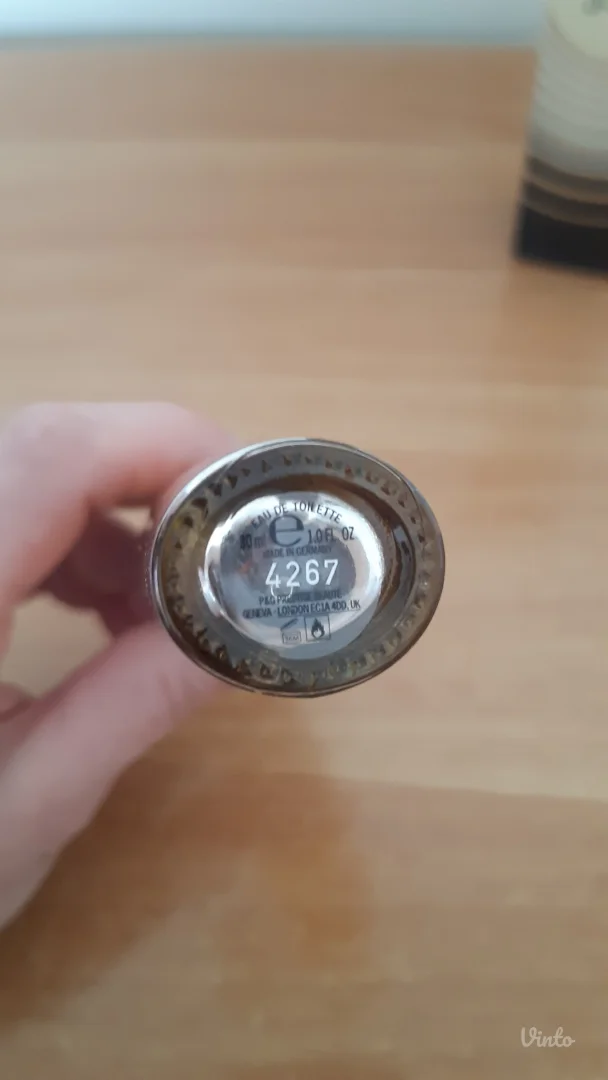 EAU DE TOILETTE
30 ml e 1.0 FL. OZ
MADE IN GERMANY
4267
P&G PRESTIGE BEAUTE
GENEVA - LONDON EC1A 4DD, UK
Vinto